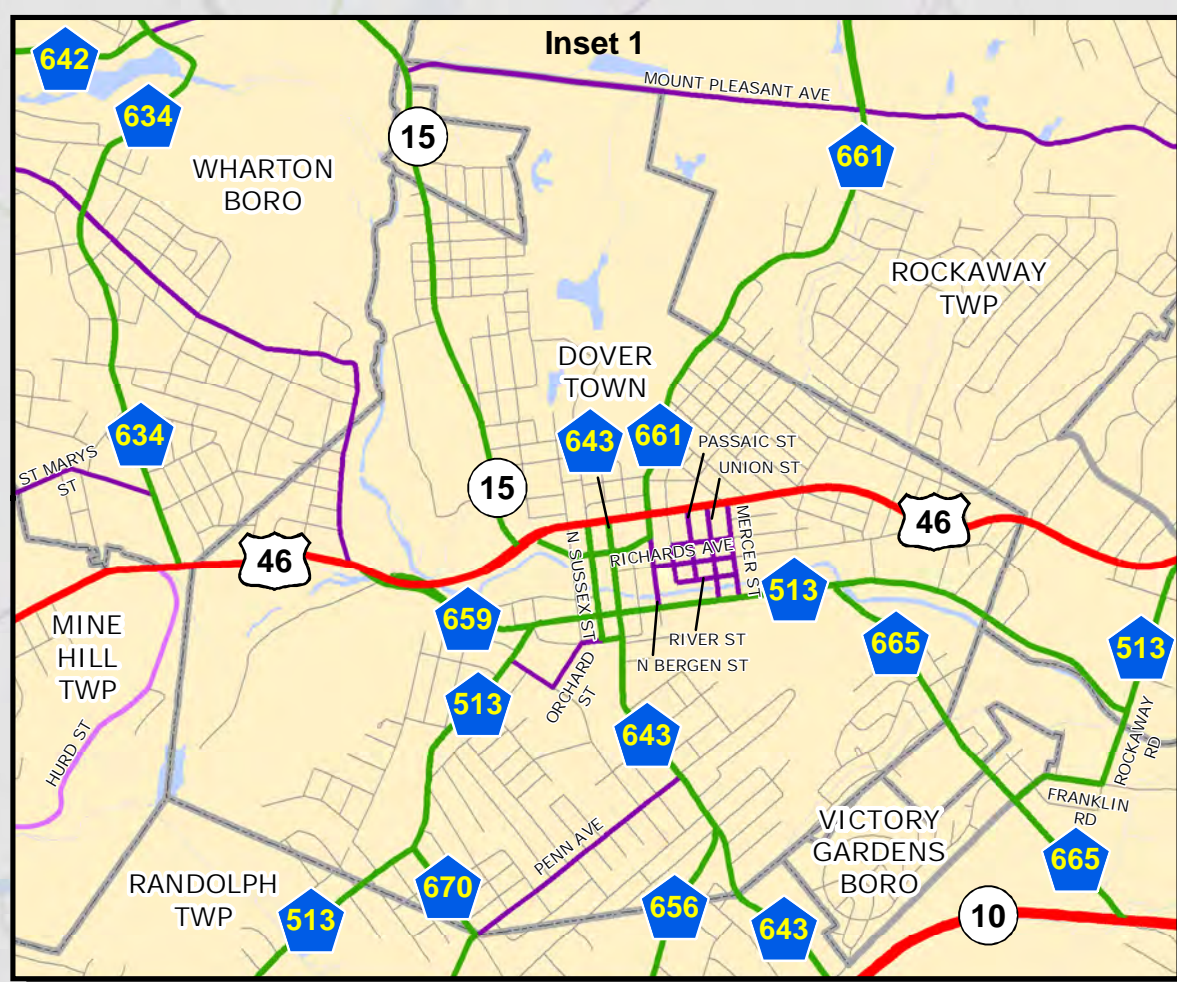 Inset 1
642
MOUNT PLEASANT AVE
634
15
661
WHARTON
BORO
ROCKAWAY
TWP
DOVER
TOWN
634
643
661
PASSAIC ST
UNION ST
ST MARYS
ST
15
46
46
MERCER ST
N SUSSEX ST
RICHARDS AVE
513
659
MINE
HILL
TWP
RIVER ST
N BERGEN ST
665
513
ORCHARD
ST
513
643
HURD ST
ROCKAWAY
RD
FRANKLIN
RD
VICTORY
GARDENS
BORO
PENN AVE
665
RANDOLPH
TWP
670
513
656
643
10